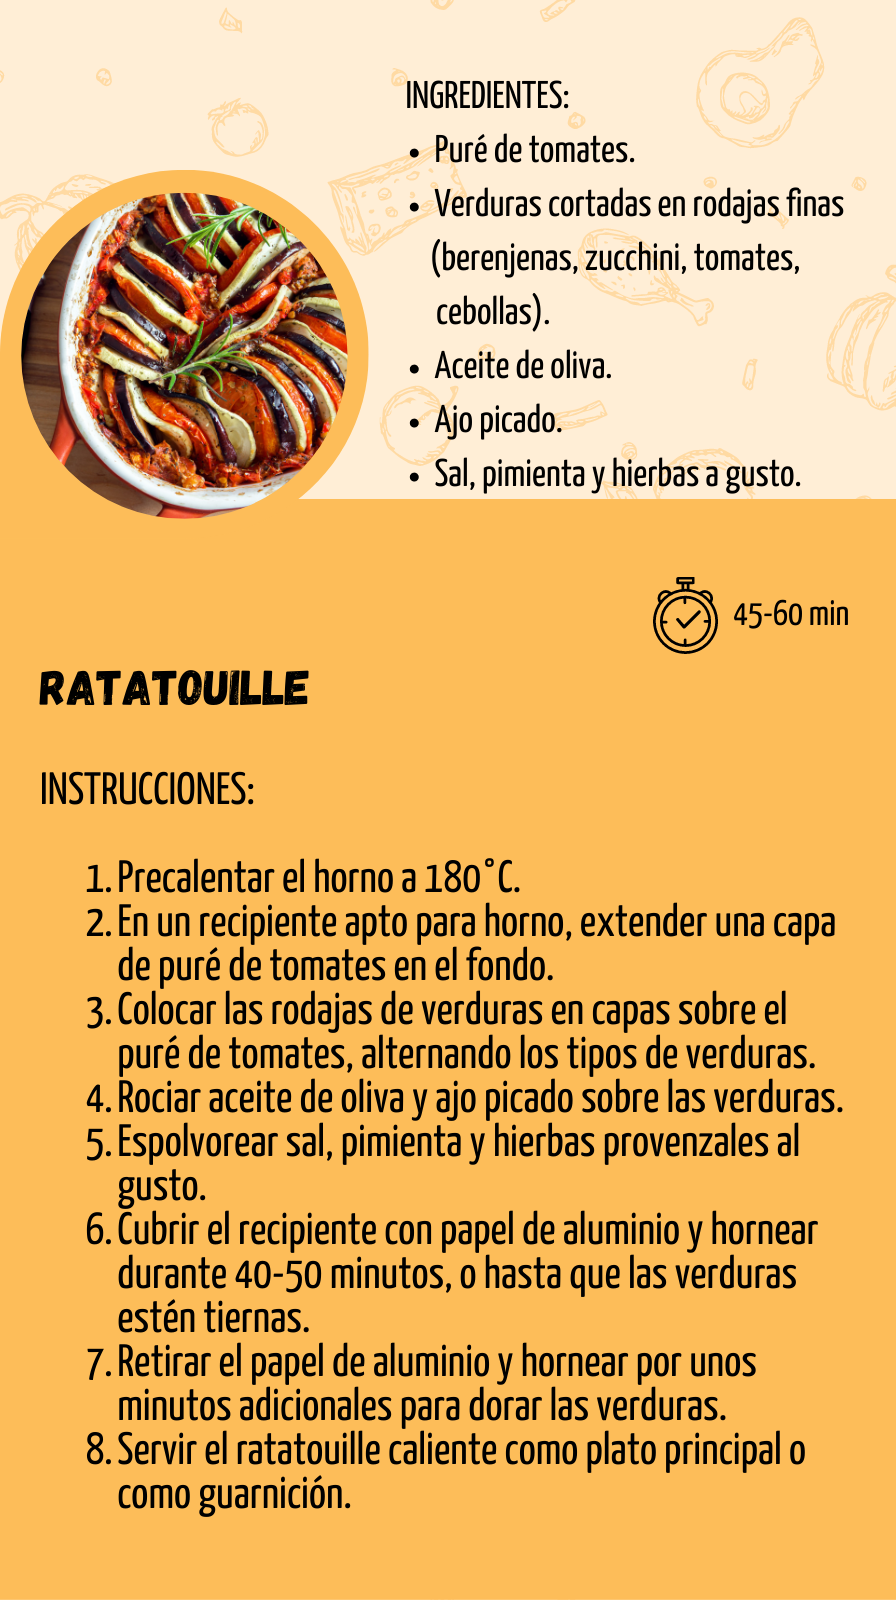 INGREDIENTES:
• Puré de tomates.
• Verduras cortadas en rodajas finas
(berenjenas, zucchini, tomates,
cebollas).
• Aceite de oliva.
• Ajo picado.
• Sal, pimienta y hierbas a gusto.
45-60 min
RATATOUILLE
INSTRUCCIONES:
1. Precalentar el horno a 180°C.
2. En un recipiente apto para horno, extender una capa
de puré de tomates en el fondo.
3. Colocar las rodajas de verduras en capas sobre el
puré de tomates, alternando los tipos de verduras.
4. Rociar aceite de oliva y ajo picado sobre las verduras.
5. Espolvorear sal, pimienta y hierbas provenzales al
gusto.
6. Cubrir el recipiente con papel de aluminio y hornear
durante 40-50 minutos, o hasta que las verduras
estén tiernas.
7. Retirar el papel de aluminio y hornear por unos
minutos adicionales para dorar las verduras.
8. Servir el ratatouille caliente como plato principal o
como guarnición.